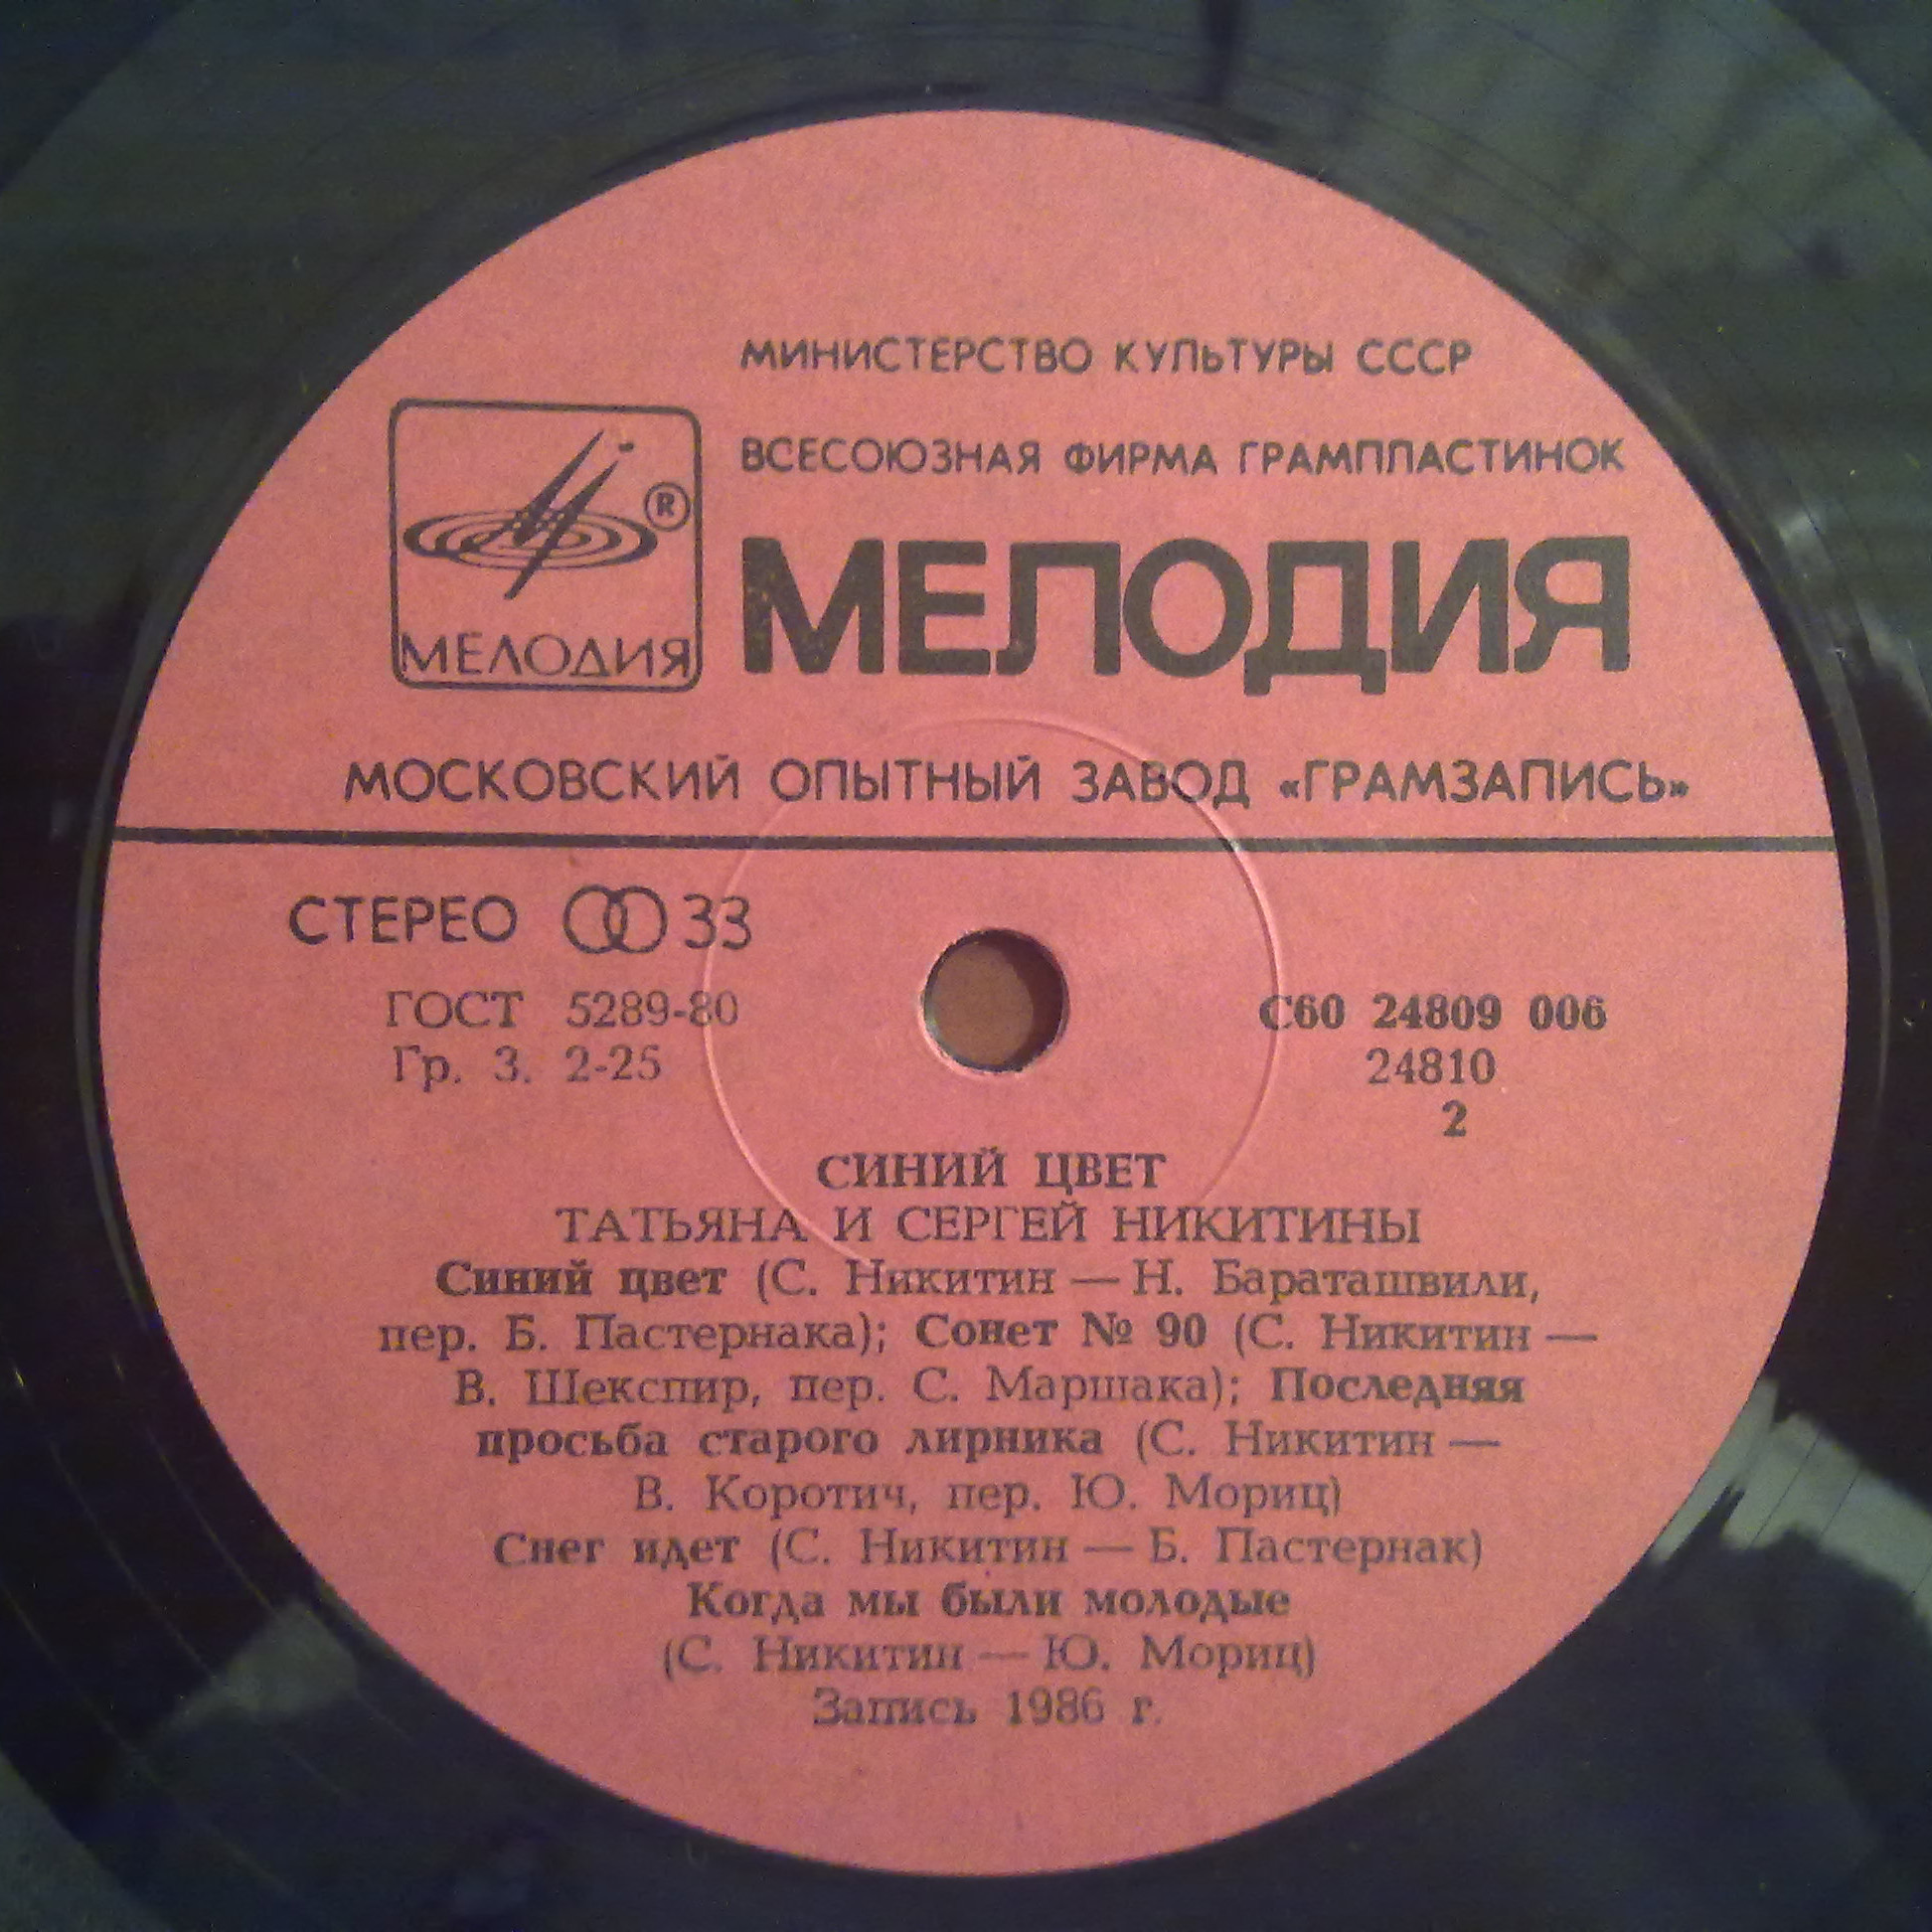 МИНИСТЕРСТВО КУЛЬТУРЫ СССР
ВСЕСОЮЗНАЯ ФИРМА ГРАМПЛАСТИНОК
®
МЕЛОДИЯ
МЕЛОДИЯ
МОСКОВСКИЙ ОПЫТНЫЙ ЗАВОД «ГРАМЗАПИСЬ»
СТЕРЕО 33
ГОСТ 5289-80
Гр. 3. 2-25
С60 24809 006
24810
2
СИНИЙ ЦВЕТ
ТАТЬЯНА И СЕРГЕЙ НИКИТИНЫ
Синий цвет (С. Никитин — Н. Бараташвили,
пер. Б. Пастернака); Сонет № 90 (С. Никитин —
В. Шекспир, пер. С. Маршака); Последняя
просьба старого лирника (С. Никитин —
В. Коротич, пер. Ю. Мориц)
Снег идет (С. Никитин — Б. Пастернак)
Когда мы были молодые
(С. Никитин — Ю. Мориц)
Запись 1986 г.